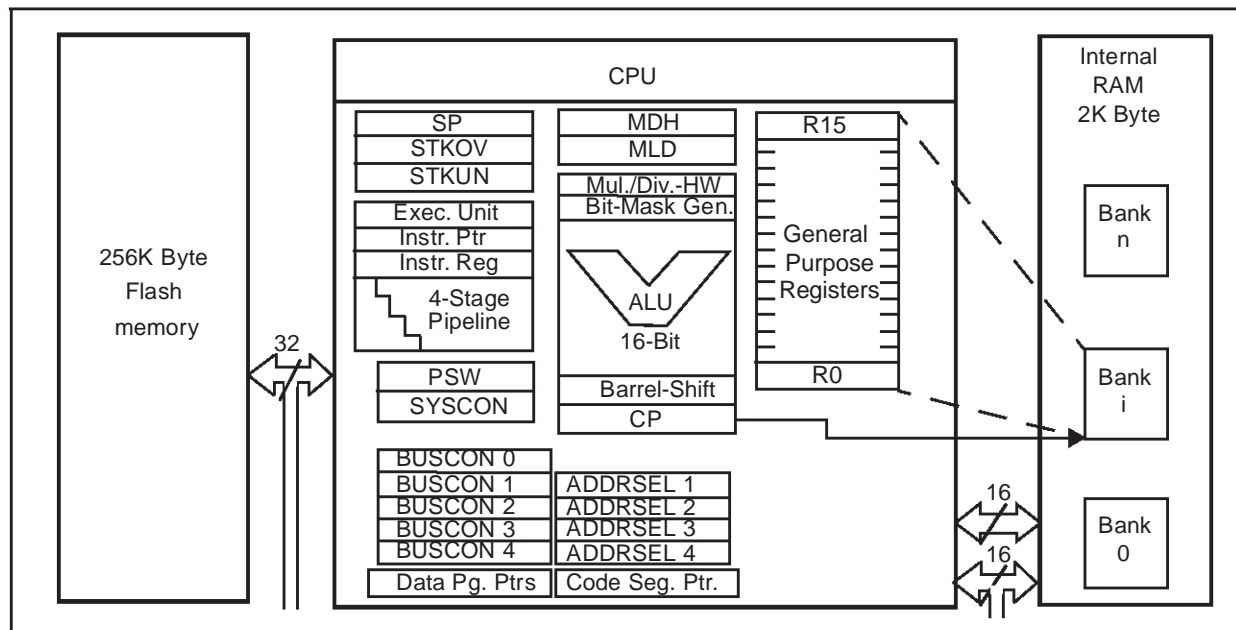 256K Byte
Flash
memory
32
CPU
SP
STKOV
STKUN
Exec. Unit
Instr. Ptr
Instr. Reg
4-Stage
Pipeline
PSW
SYSCON
BUSCON 0
BUSCON 1
BUSCON 2
BUSCON 3
BUSCON 4
Data Pg. Ptrs
MDH
MLD
Mul./Div.-HW
Bit-Mask Gen.
ALU
16-Bit
Barrel-Shift
CP
ADDRSEL 1
ADDRSEL 2
ADDRSEL 3
ADDRSEL 4
Code Seg. Ptr.
R15
General
Purpose
Registers
R0
16
16
Internal
RAM
2K Byte
Bank
n
Bank
i
Bank
0